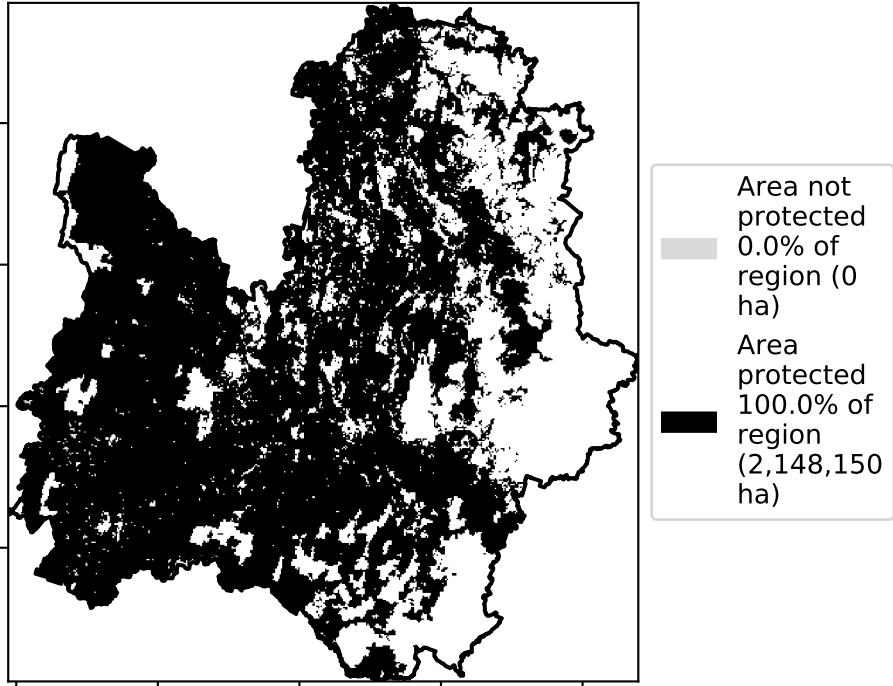 Area not
protected
0.0% of
region (0
ha)
Area
protected
100.0% of
region
(2,148,150
ha)